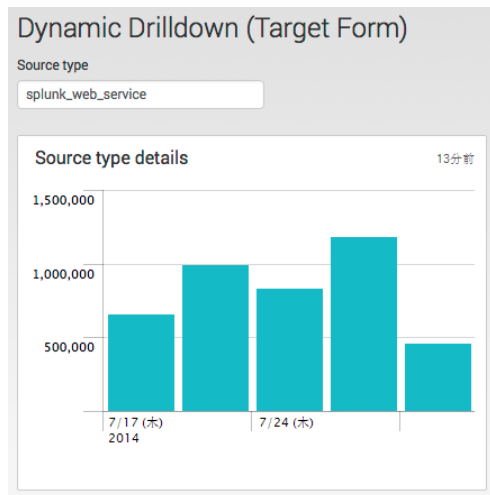 Dynamic Drilldown (Target Form)
Source type
splunk_web_service
Source type details
13分前
1,500,000
1,000,000
500,000
7/17 (木)
2014
7/24 (木)